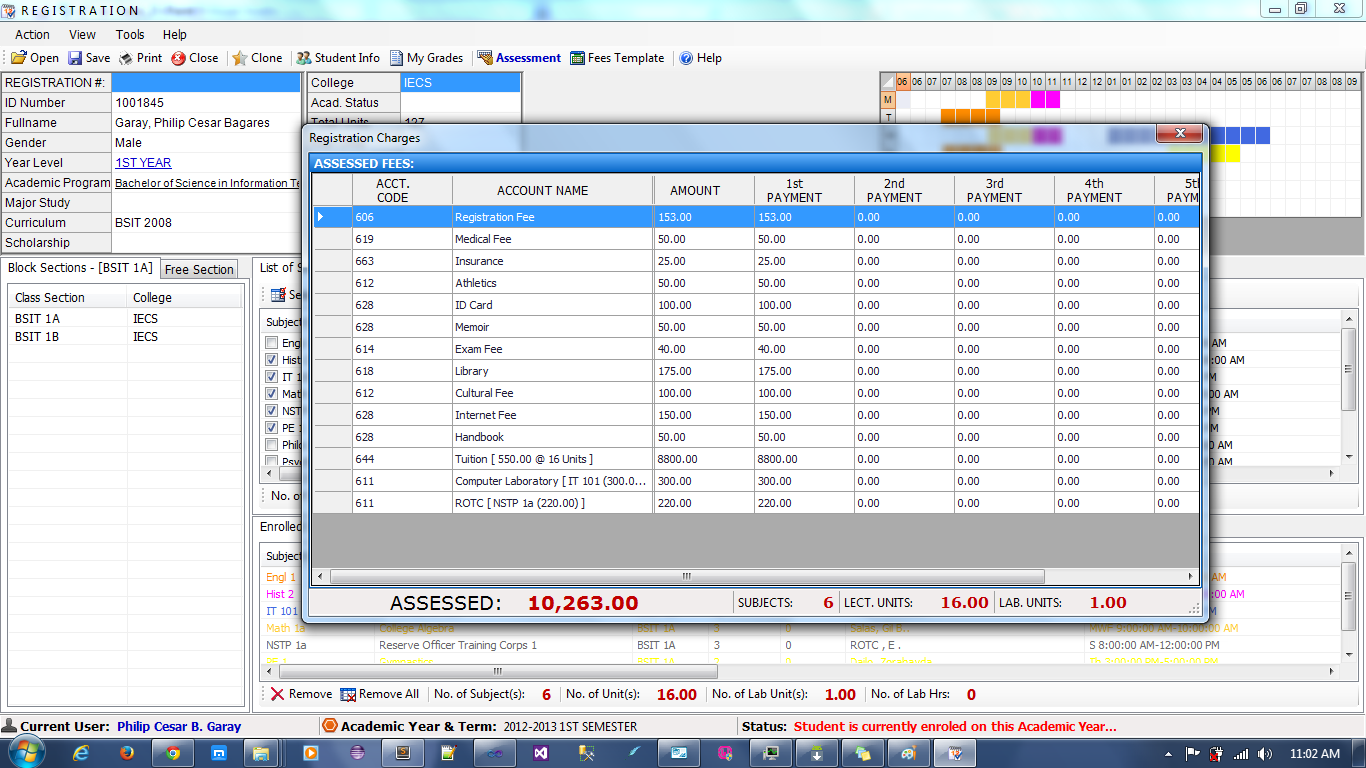 REGISTRATION
Action View Tools Help
Open Save Print Close Clone Student Info My Grades Assessment Fees Template Help
REGISTRATION #:
ID Number 1001845
Fullname Garay, Philip Cesar Bagares
Gender Male
Year Level 1ST YEAR
Academic Program Bachelor of Science in Information Te
Major Study
Curriculum BSIT 2008
Scholarship
College IECS
Acad. Status
Total Units 127
06 06 07 07 08 08 09 09 10 10 11 11 12 12 01 01 02 02 03 03 04 04 05 05 06 06 07 07 08 09
M
T
Block Sections - [BSIT 1A] Free Section
Class Section College
BSIT 1A IECS
BSIT 1B IECS
List of S
Se
Subject
Eng
Hist
IT 1
Mat
NST
PE 1
Philo
Psy
No. of
AM
:00 AM
M
00 AM
PM
M
0 AM
0 AM
Registration Charges
ASSESSED FEES:
ACCT. CODE ACCOUNT NAME AMOUNT 1st PAYMENT 2nd PAYMENT 3rd PAYMENT 4th PAYMENT 5th PAYM
606 Registration Fee 153.00 153.00 0.00 0.00 0.00 0.00
619 Medical Fee 50.00 50.00 0.00 0.00 0.00 0.00
663 Insurance 25.00 25.00 0.00 0.00 0.00 0.00
612 Athletics 50.00 50.00 0.00 0.00 0.00 0.00
628 ID Card 100.00 100.00 0.00 0.00 0.00 0.00
628 Memoir 50.00 50.00 0.00 0.00 0.00 0.00
614 Exam Fee 40.00 40.00 0.00 0.00 0.00 0.00
618 Library 175.00 175.00 0.00 0.00 0.00 0.00
612 Cultural Fee 100.00 100.00 0.00 0.00 0.00 0.00
628 Internet Fee 150.00 150.00 0.00 0.00 0.00 0.00
628 Handbook 50.00 50.00 0.00 0.00 0.00 0.00
644 Tuition [ 550.00 @ 16 Units ] 8800.00 8800.00 0.00 0.00 0.00 0.00
611 Computer Laboratory [ IT 101 (300.0... 300.00 300.00 0.00 0.00 0.00 0.00
611 ROTC [ NSTP 1a (220.00) ] 220.00 220.00 0.00 0.00 0.00 0.00
ASSESSED: 10,263.00 SUBJECTS: 6 LECT. UNITS: 16.00 LAB. UNITS: 1.00
Enrolled
Subject
Engl 1 AM
Hist 2 :00 AM
IT 101 M
Math 1a College Algebra BSIT 1A 3 0 Salas, Gil B.. MWF 9:00:00 AM-10:00:00 AM
NSTP 1a Reserve Officer Training Corps 1 BSIT 1A 3 0 ROTC , E . S 8:00:00 AM-12:00:00 PM
PE 1 Gymnastics BSIT 1A 2 0 Th 3:00:00 PM-5:00:00 PM
Remove Remove All No. of Subject(s): 6 No. of Unit(s): 16.00 No. of Lab Unit(s): 1.00 No. of Lab Hrs: 0
Current User: Philip Cesar B. Garay Academic Year & Term: 2012-2013 1ST SEMESTER Status: Student is currently enroled on this Academic Year...
11:02 AM